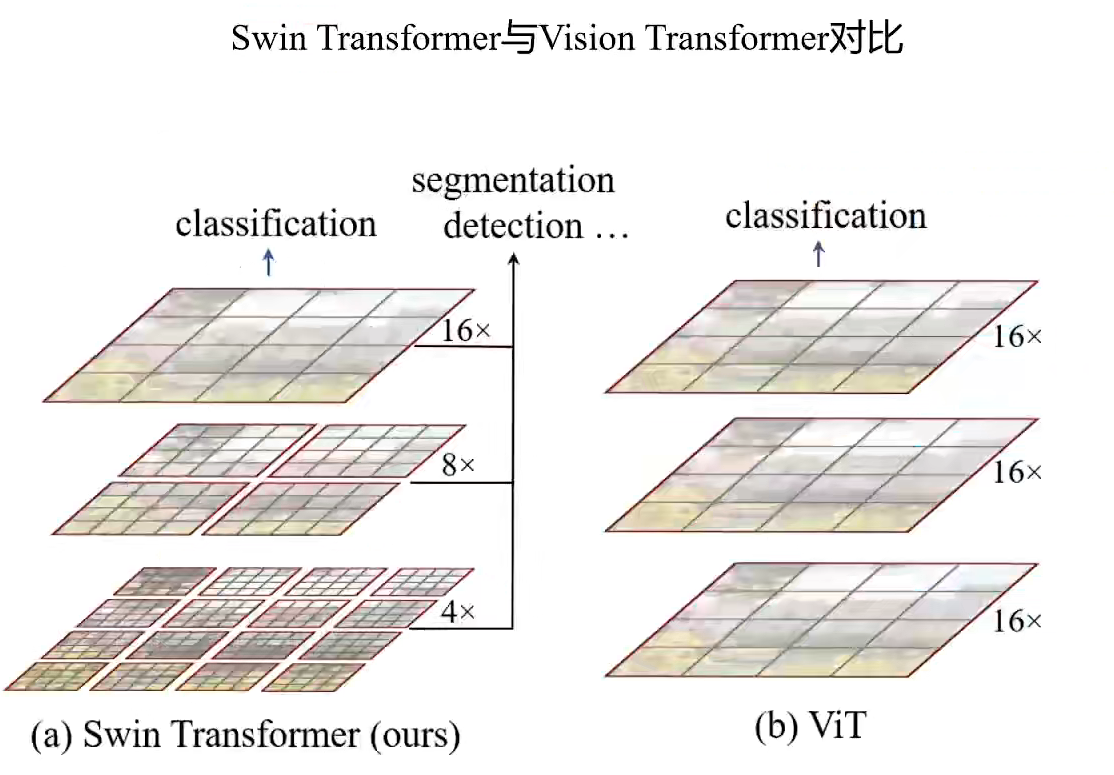 Swin Transformer与Vision Transformer对比
segmentation
classification
detection …
classification
16×
8×
4×
16×
16×
16×
(a) Swin Transformer (ours)
(b) ViT